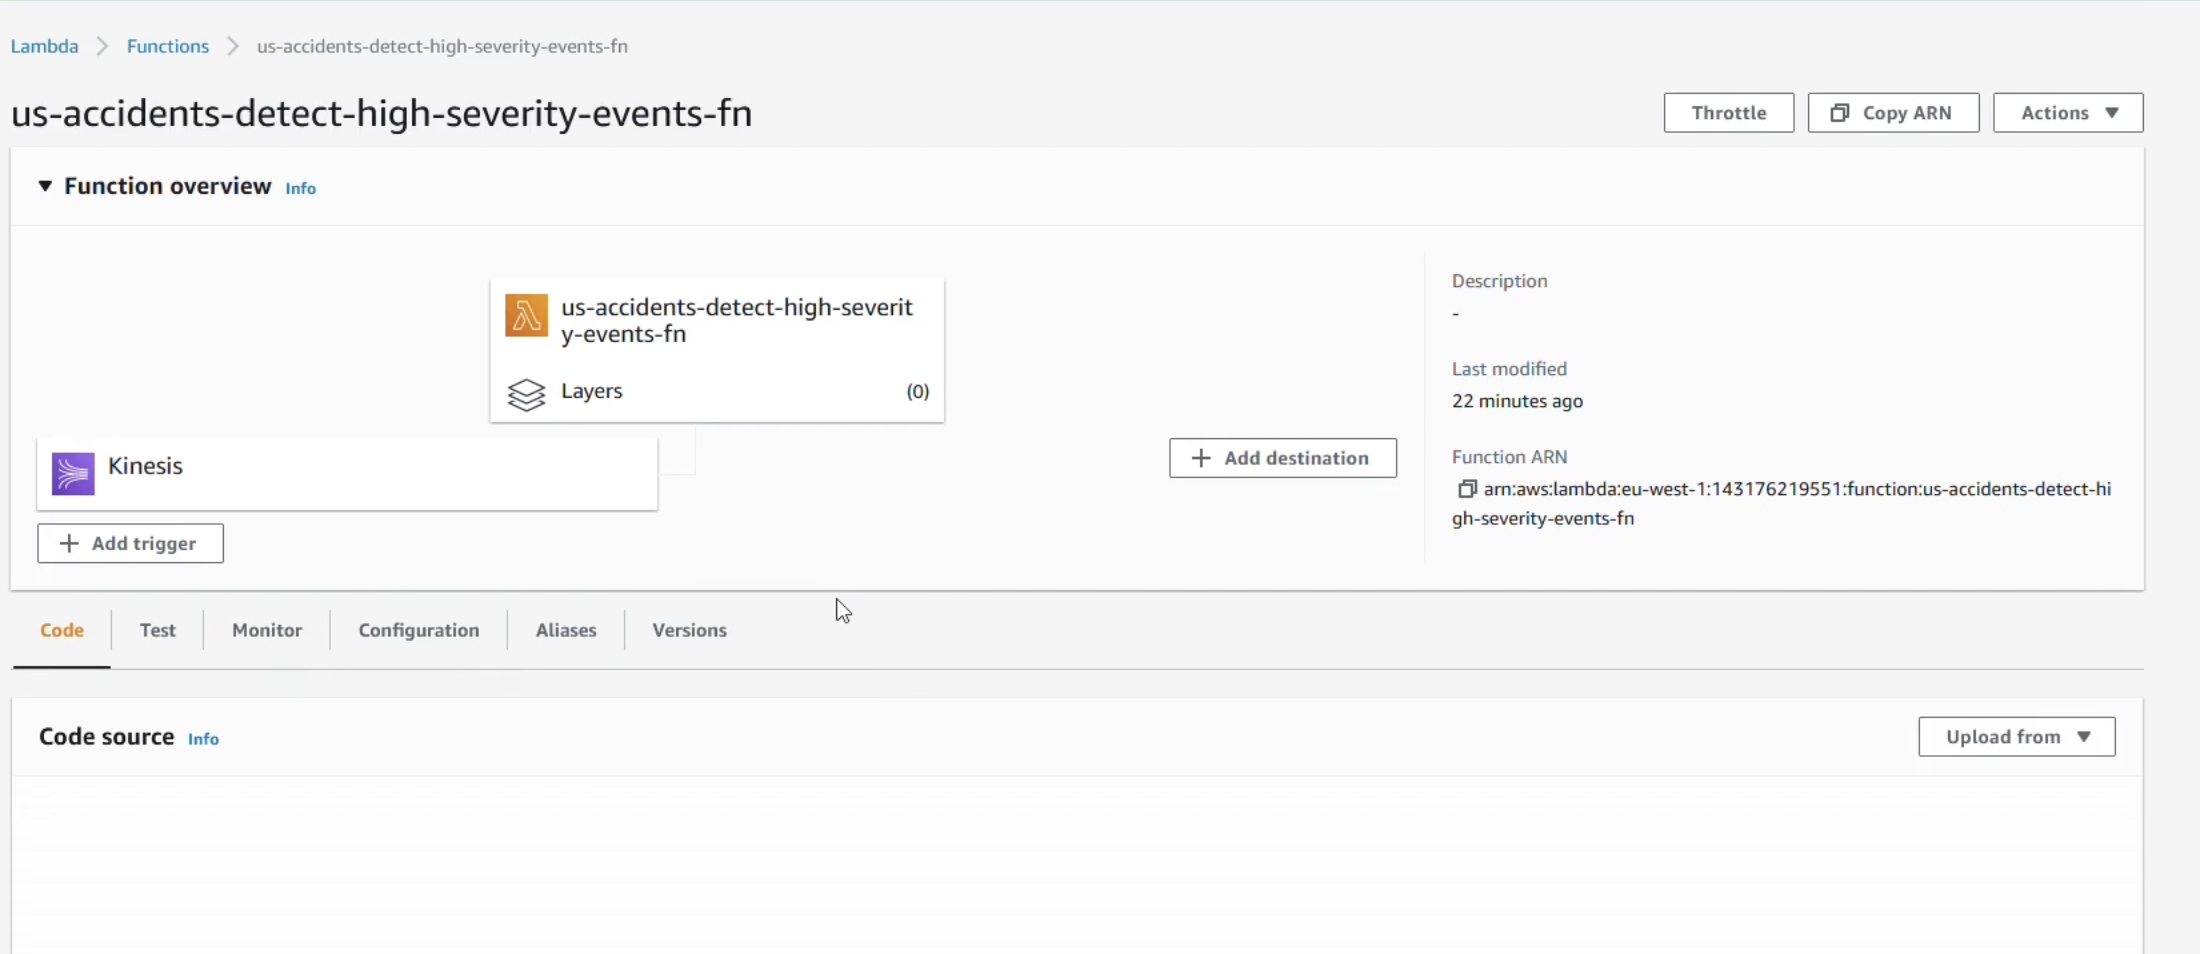 Lambda Functions us-accidents-detect-high-severity-events-fn
us-accidents-detect-high-severity-events-fn
Throttle Copy ARN Actions
Function overview Info
us-accidents-detect-high-severit
y-events-fn
Layers (0)
Kinesis
Add trigger
Add destination
Description
-
Last modified
22 minutes ago
Function ARN
arn:aws:lambda:eu-west-1:143176219551:function:us-accidents-detect-hi
gh-severity-events-fn
Code Test Monitor Configuration Aliases Versions
Code source Info
Upload from